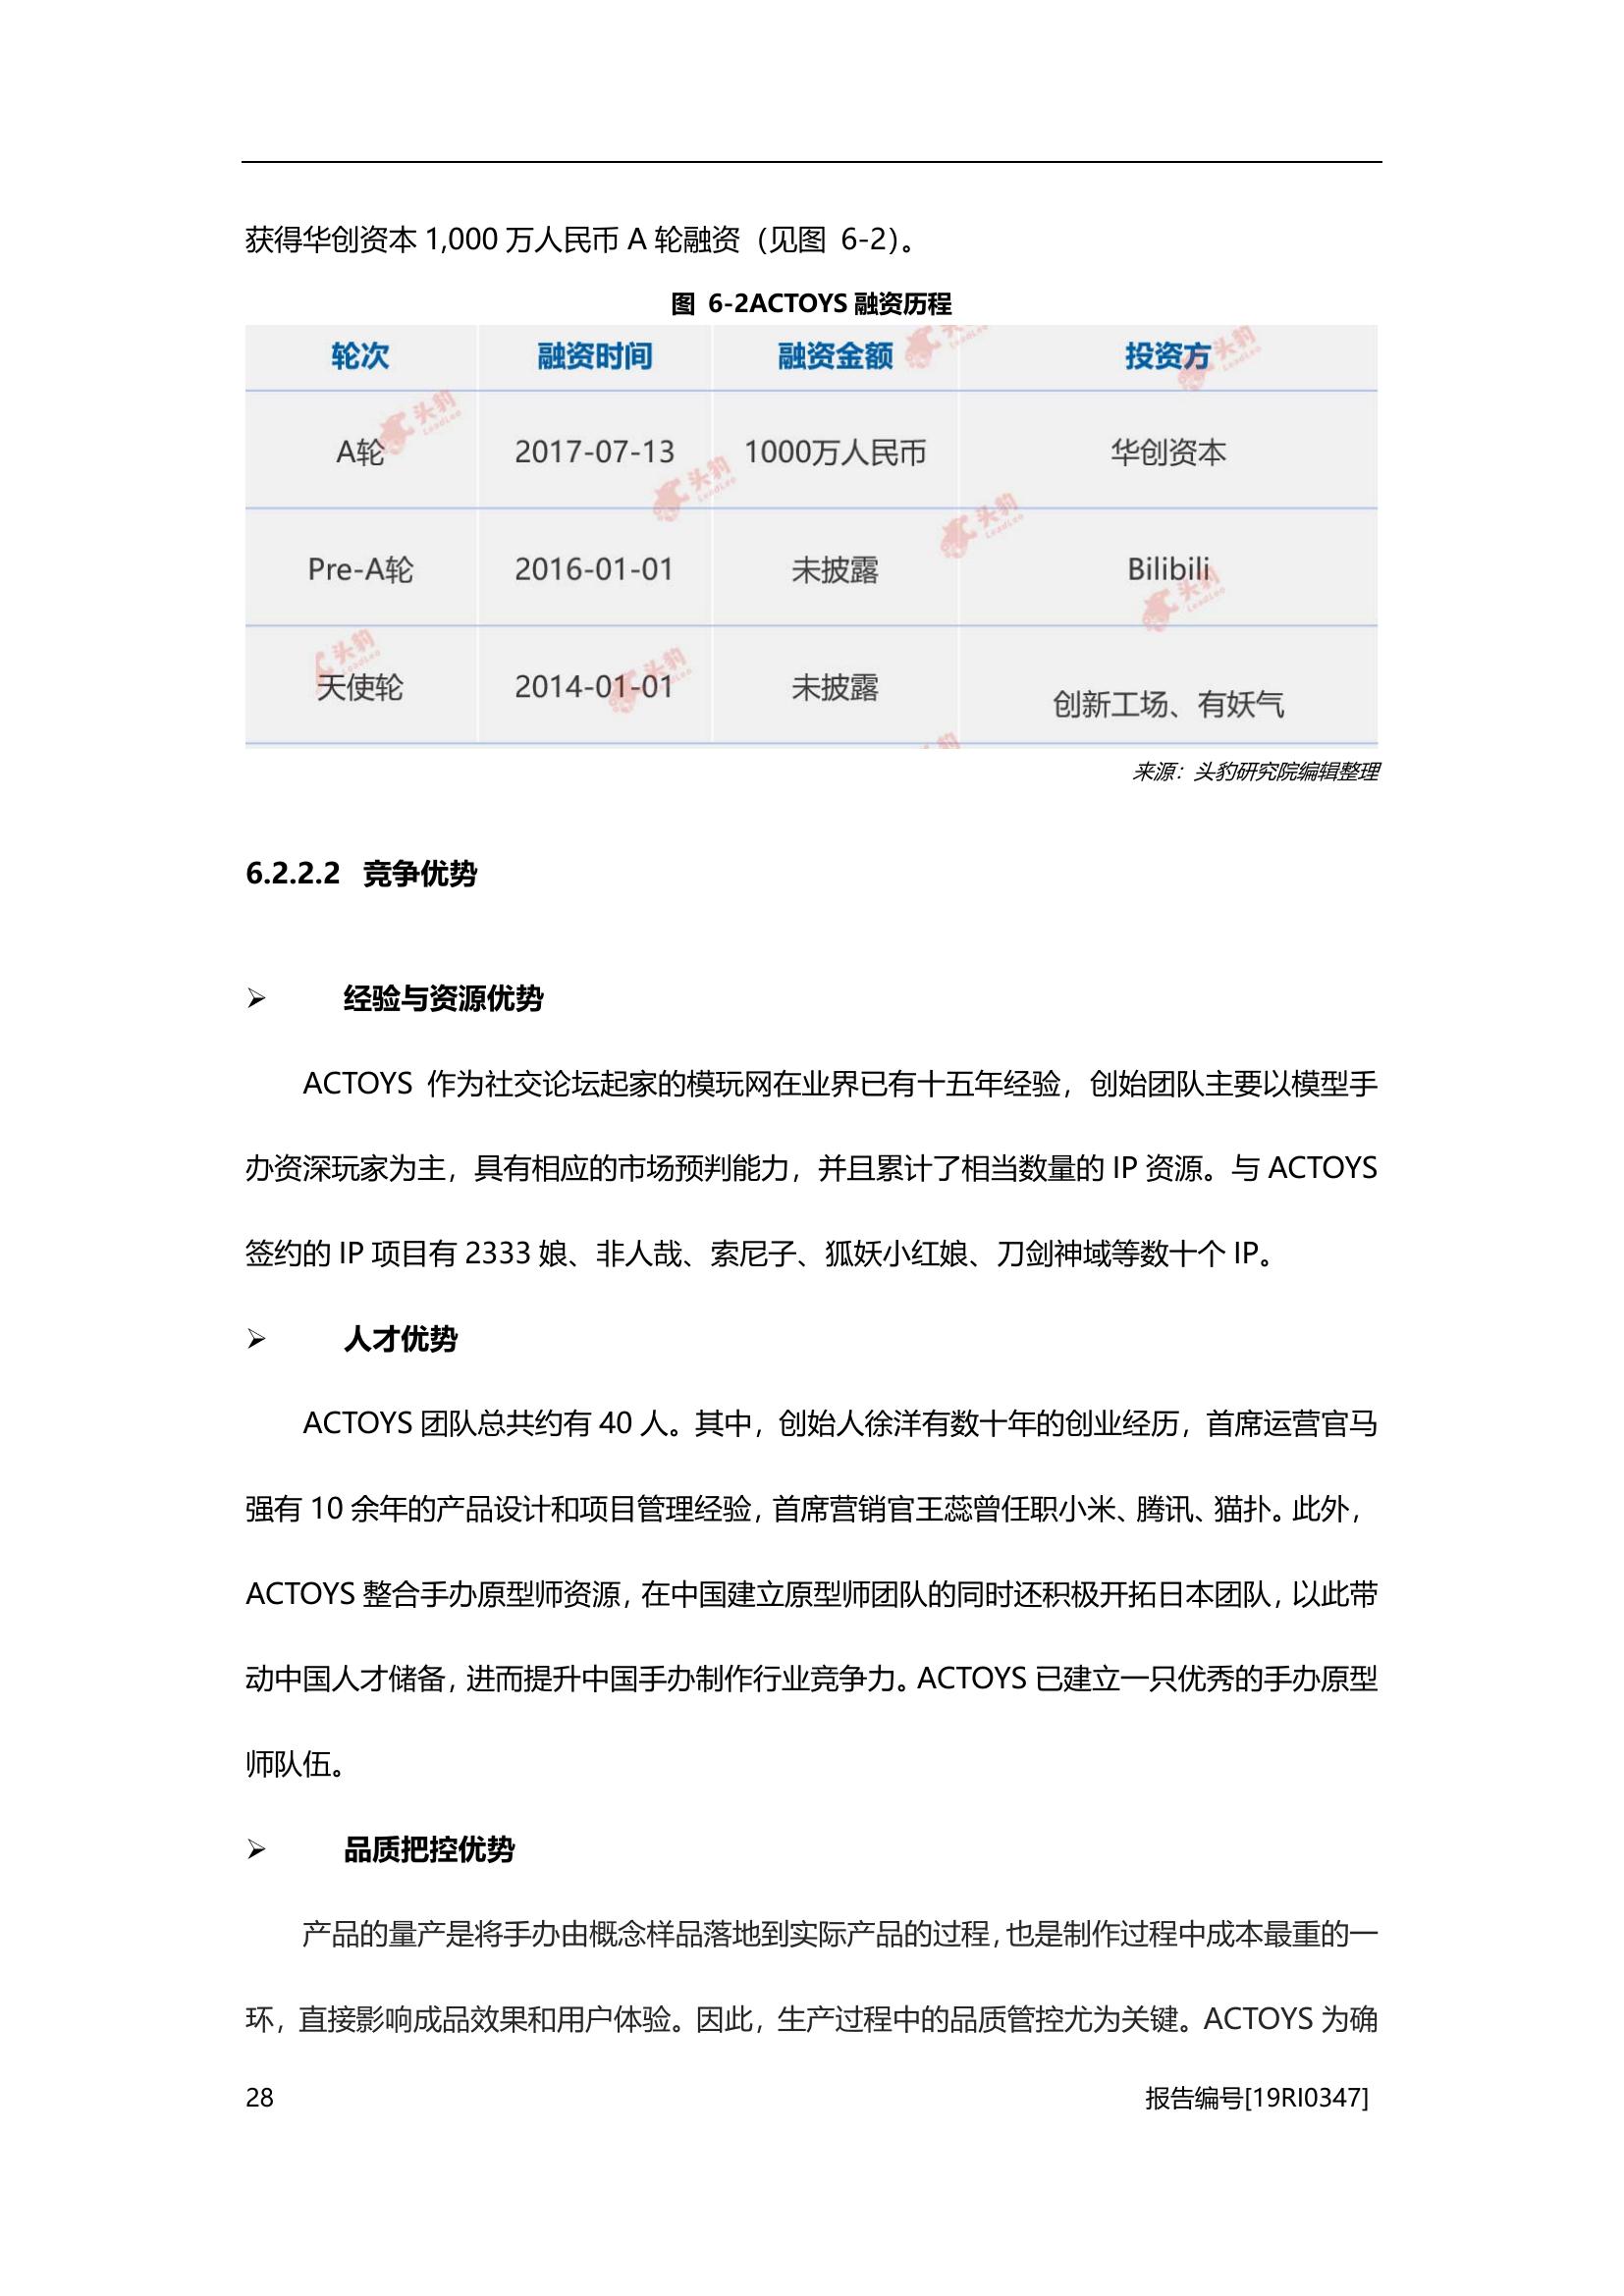 获得华创资本 1,000 万人民币 A 轮融资（见图 6-2）。
图 6-2ACTOYS 融资历程
轮次 融资时间 融资金额 投资方
A轮 2017-07-13 1000万人民币 华创资本
Pre-A轮 2016-01-01 未披露 Bilibili
天使轮 2014-01-01 未披露 创新工场、有妖气
来源：头豹研究院编辑整理
6.2.2.2 竞争优势
➢ 经验与资源优势
ACTOYS 作为社交论坛起家的模玩网在业界已有十五年经验，创始团队主要以模型手
办资深玩家为主，具有相应的市场预判能力，并且累计了相当数量的 IP 资源。与 ACTOYS
签约的 IP 项目有 2333 娘、非人哉、索尼子、狐妖小红娘、刀剑神域等数十个 IP。
➢ 人才优势
ACTOYS 团队总共约有 40 人。其中，创始人徐洋有数十年的创业经历，首席运营官马
强有 10 余年的产品设计和项目管理经验，首席营销官王蕊曾任职小米、腾讯、猫扑。此外，
ACTOYS 整合手办原型师资源，在中国建立原型师团队的同时还积极开拓日本团队，以此带
动中国人才储备，进而提升中国手办制作行业竞争力。ACTOYS 已建立一只优秀的手办原型
师队伍。
➢ 品质把控优势
产品的量产是将手办由概念样品落地到实际产品的过程，也是制作过程中成本最重的一
环，直接影响成品效果和用户体验。因此，生产过程中的品质管控尤为关键。ACTOYS 为确
28 报告编号[19RI0347]
头豹
LeadLeo